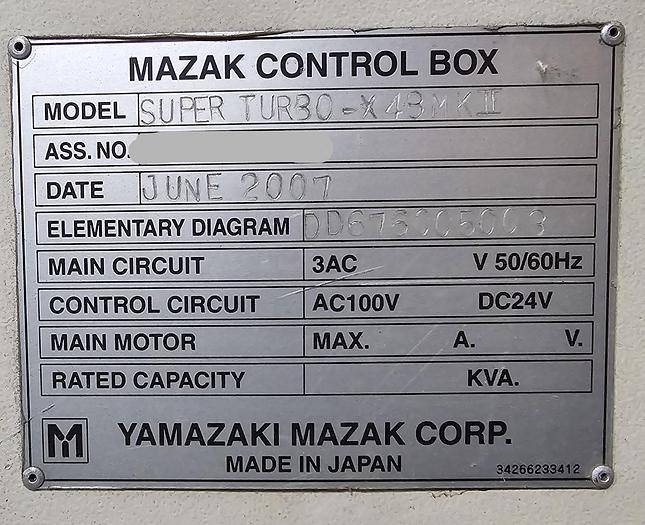 MAZAK CONTROL BOX
MODEL SUPER TURBO-X48MKII
ASS. NO.
DATE JUNE 2007
ELEMENTARY DIAGRAM
MAIN CIRCUIT 3AC V 50/60Hz
CONTROL CIRCUIT AC100V DC24V
MAIN MOTOR MAX. A. V.
RATED CAPACITY KVA.
M YAMAZAKI MAZAK CORP.
MADE IN JAPAN
34266233412